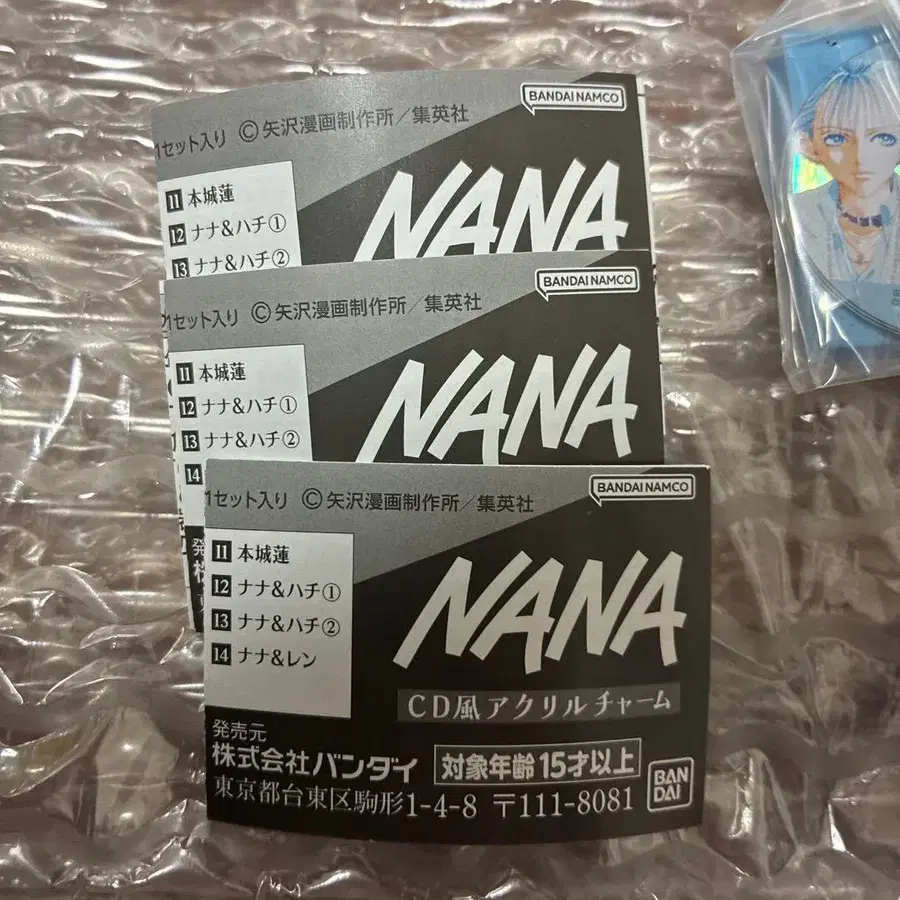 BANDAI NAMCO
1セット入り ©矢沢漫画制作所/集英社
11 本城蓮
12 ナナ&ハチ①
13 ナナ&ハチ②
NANA
BANDAI NAMCO
1セット入り ©矢沢漫画制作所/集英社
11 本城蓮
12 ナナ&ハチ①
13 ナナ&ハチ②
14
NANA
発
株
東
BANDAI NAMCO
1セット入り ©矢沢漫画制作所/集英社
11 本城蓮
12 ナナ&ハチ①
13 ナナ&ハチ②
14 ナナ&レン
NANA
CD風アクリルチャーム
発売元
株式会社バンダイ 対象年齢15才以上
東京都台東区駒形1-4-8 〒111-8081
BAN
DAI